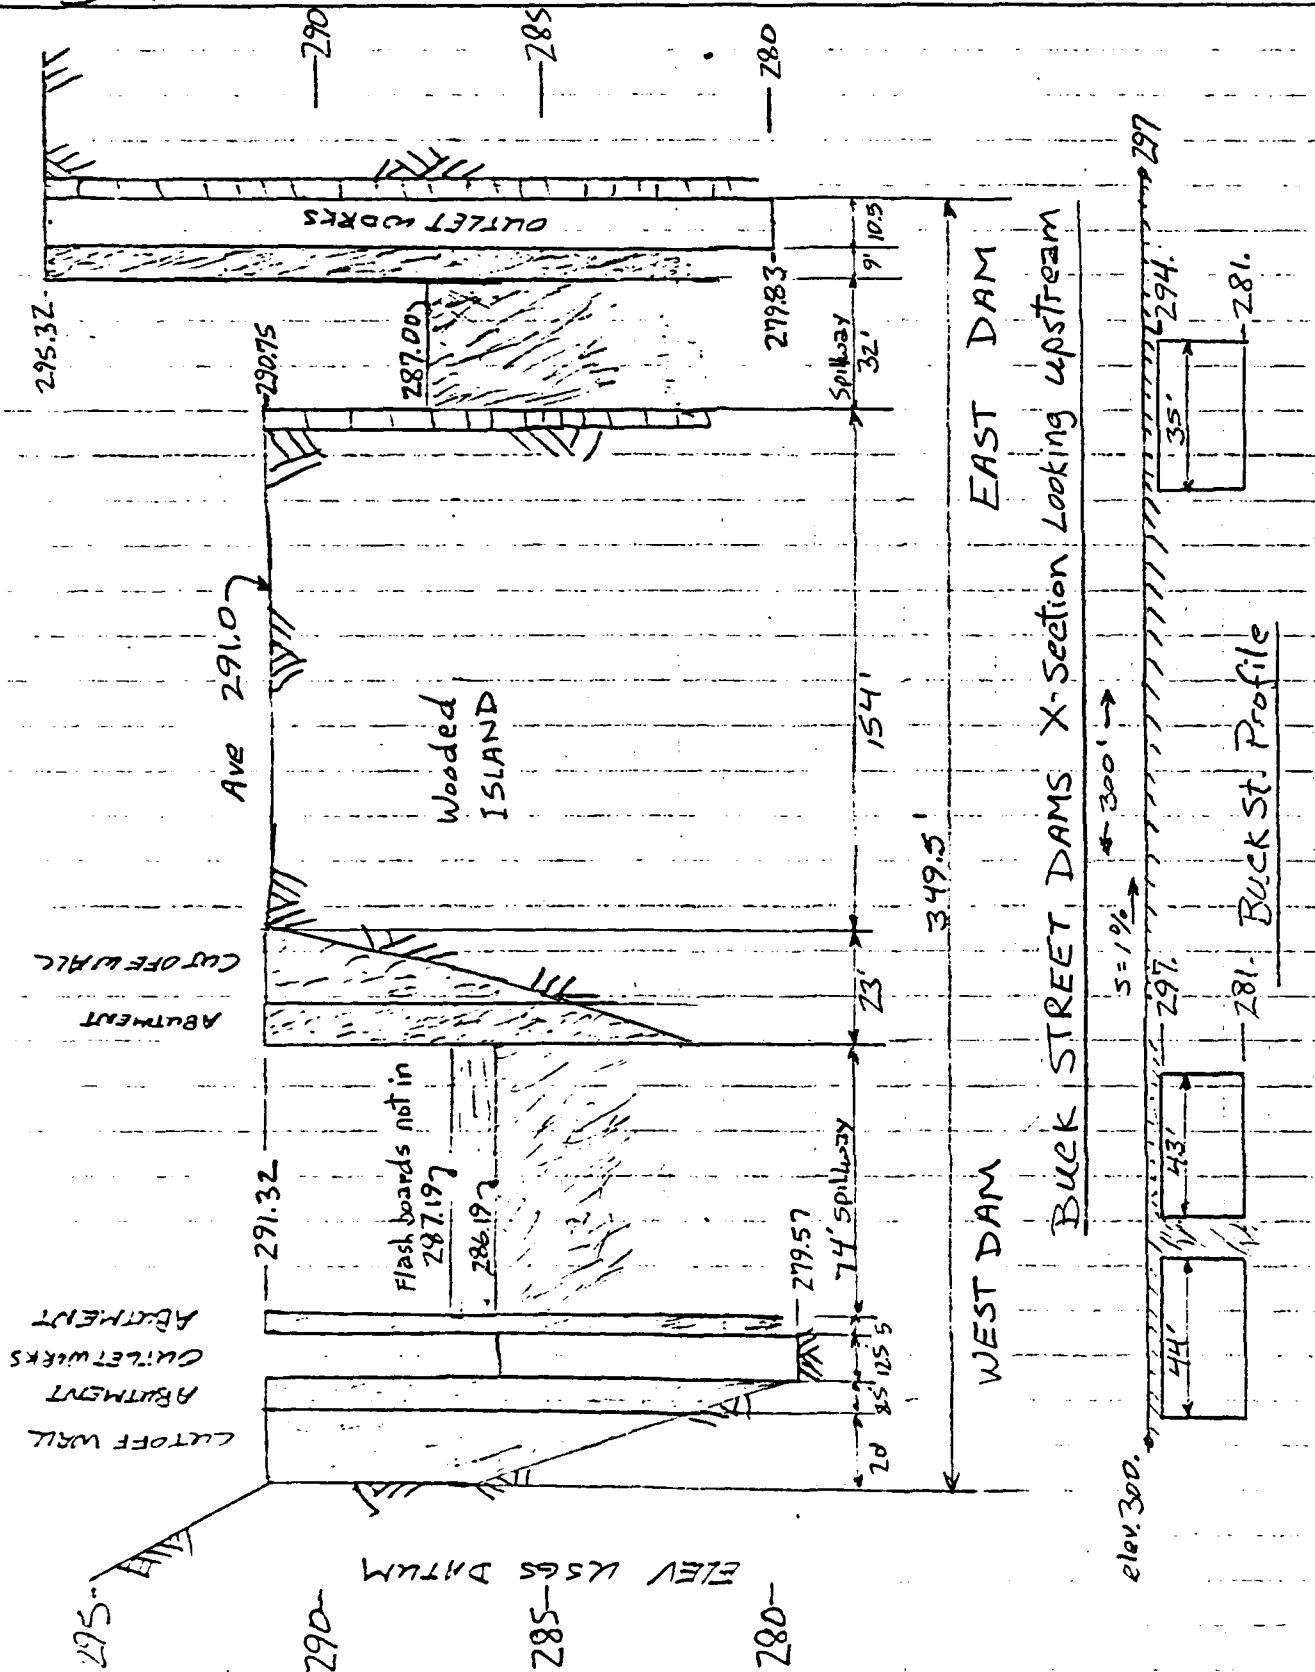 295
290
285
280
ELEV USGS DATUM
CUTOFF WALL
ABUTMENT
OUTLET WORKS
ABUTMENT
291.32
Flash boards not in
287.19
286.19
279.57
20
8.5
12.5
5
74' Spillway
ABUTMENT
CUTOFF WALL
23'
Ave 291.0
Wooded
ISLAND
154'
290.75
287.00
Spillway
32'
295.32
OUTLET WORKS
279.83
9'
10.5
290
285
280
349.5'
WEST DAM
EAST DAM
BUCK STREET DAMS X-Section Looking upstream
elev. 300.
S=1%
300'
297
297.
294.
44'
43'
35'
281.
281.
Buck St. Profile